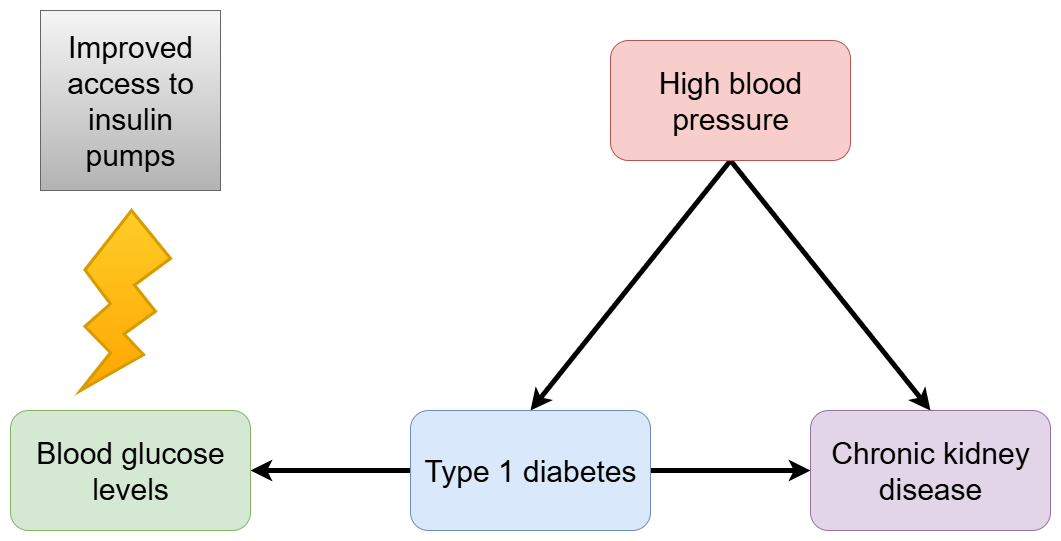 Improved
access to
insulin
pumps
High blood
pressure
Blood glucose
levels
Type 1 diabetes
Chronic kidney
disease